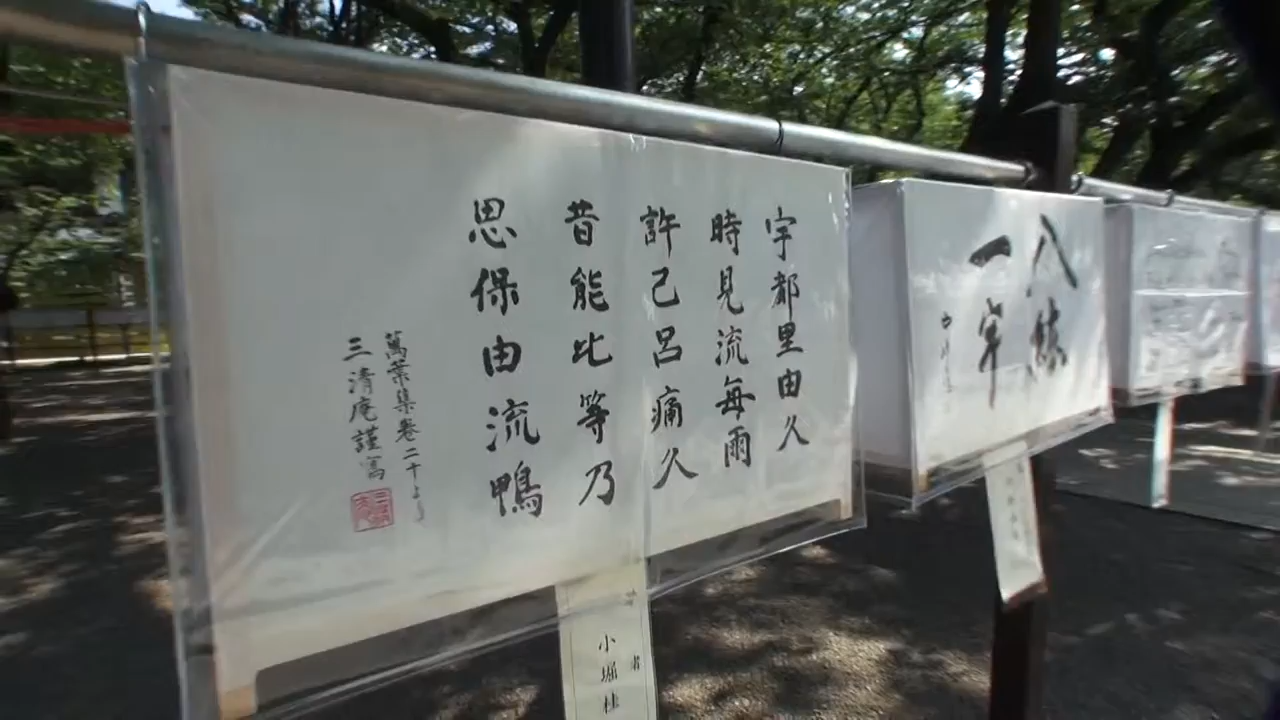 宇都里由久
時見流毎雨
許己呂痛久
昔能比等乃
思保由流鴨
萬葉集巻二十より
三清庵謹写
八紘
一宇
小堀桂